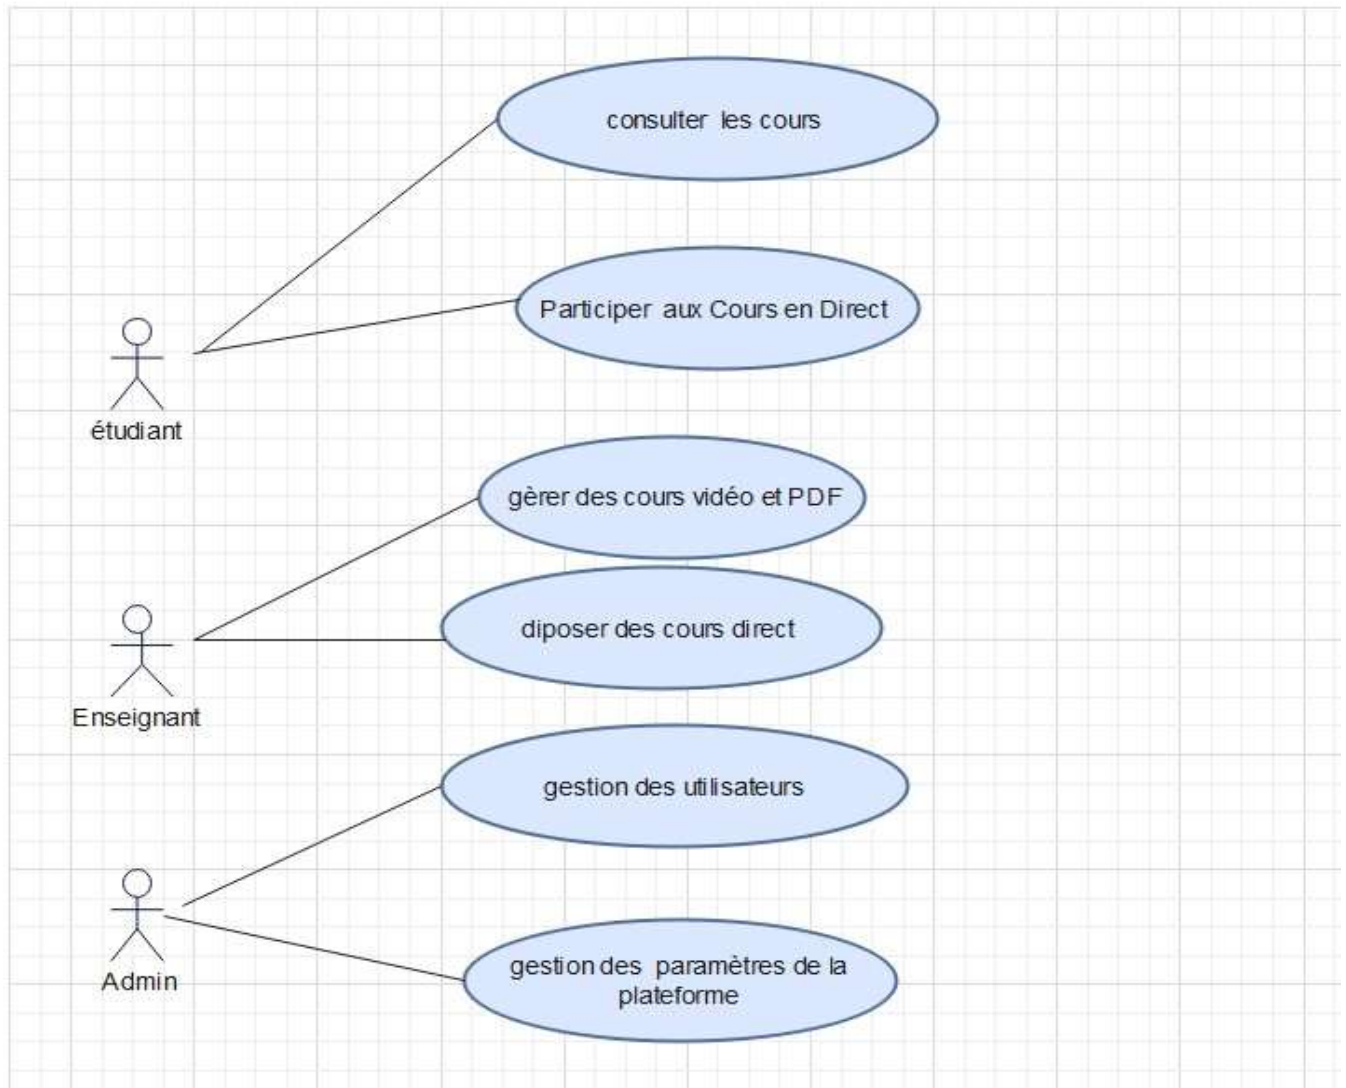 consulter les cours
Participer aux Cours en Direct
étudiant
gèrer des cours vidéo et PDF
diposer des cours direct
Enseignant
gestion des utilisateurs
Admin
gestion des paramètres de la
plateforme